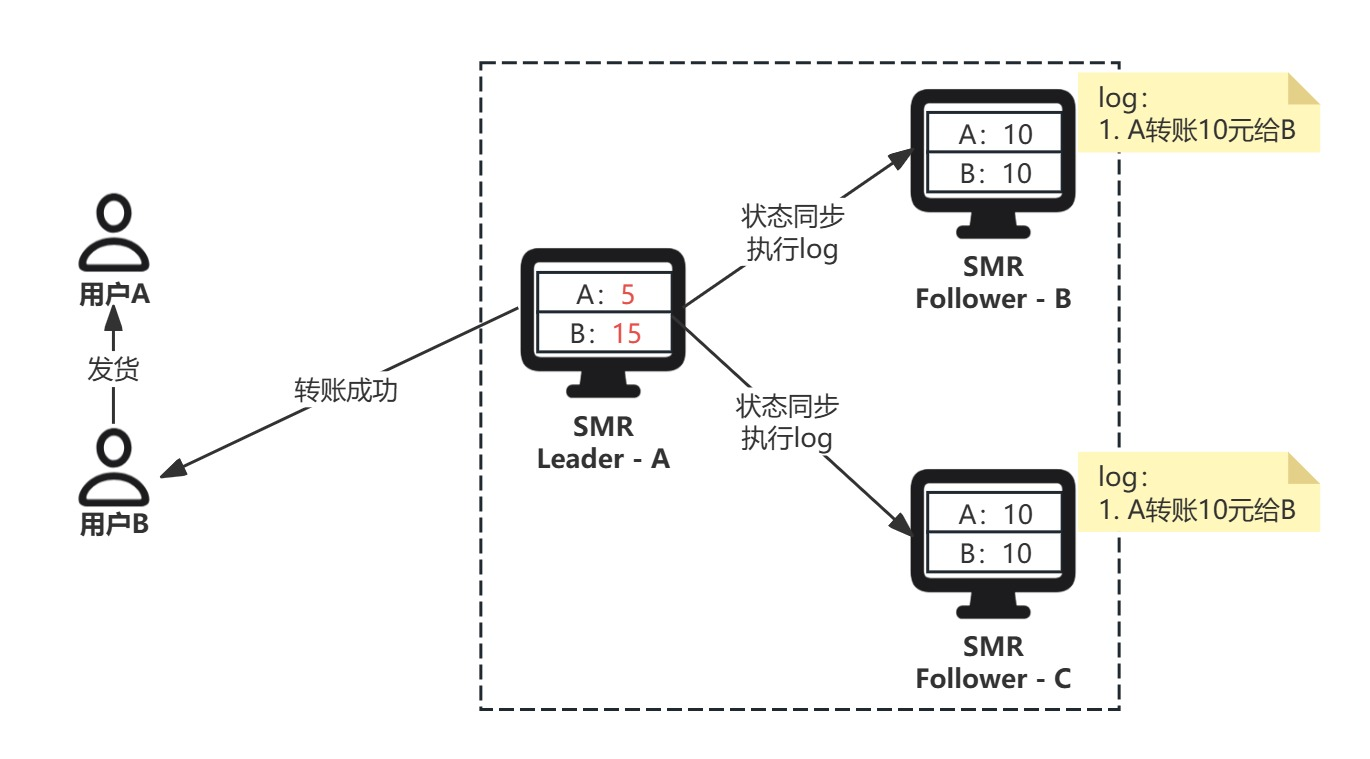 用户A
发货
用户B
转账成功
A：5
B：15
SMR
Leader - A
状态同步
执行log
状态同步
执行log
A：10
B：10
SMR
Follower - B
log：
1. A转账10元给B
A：10
B：10
SMR
Follower - C
log：
1. A转账10元给B